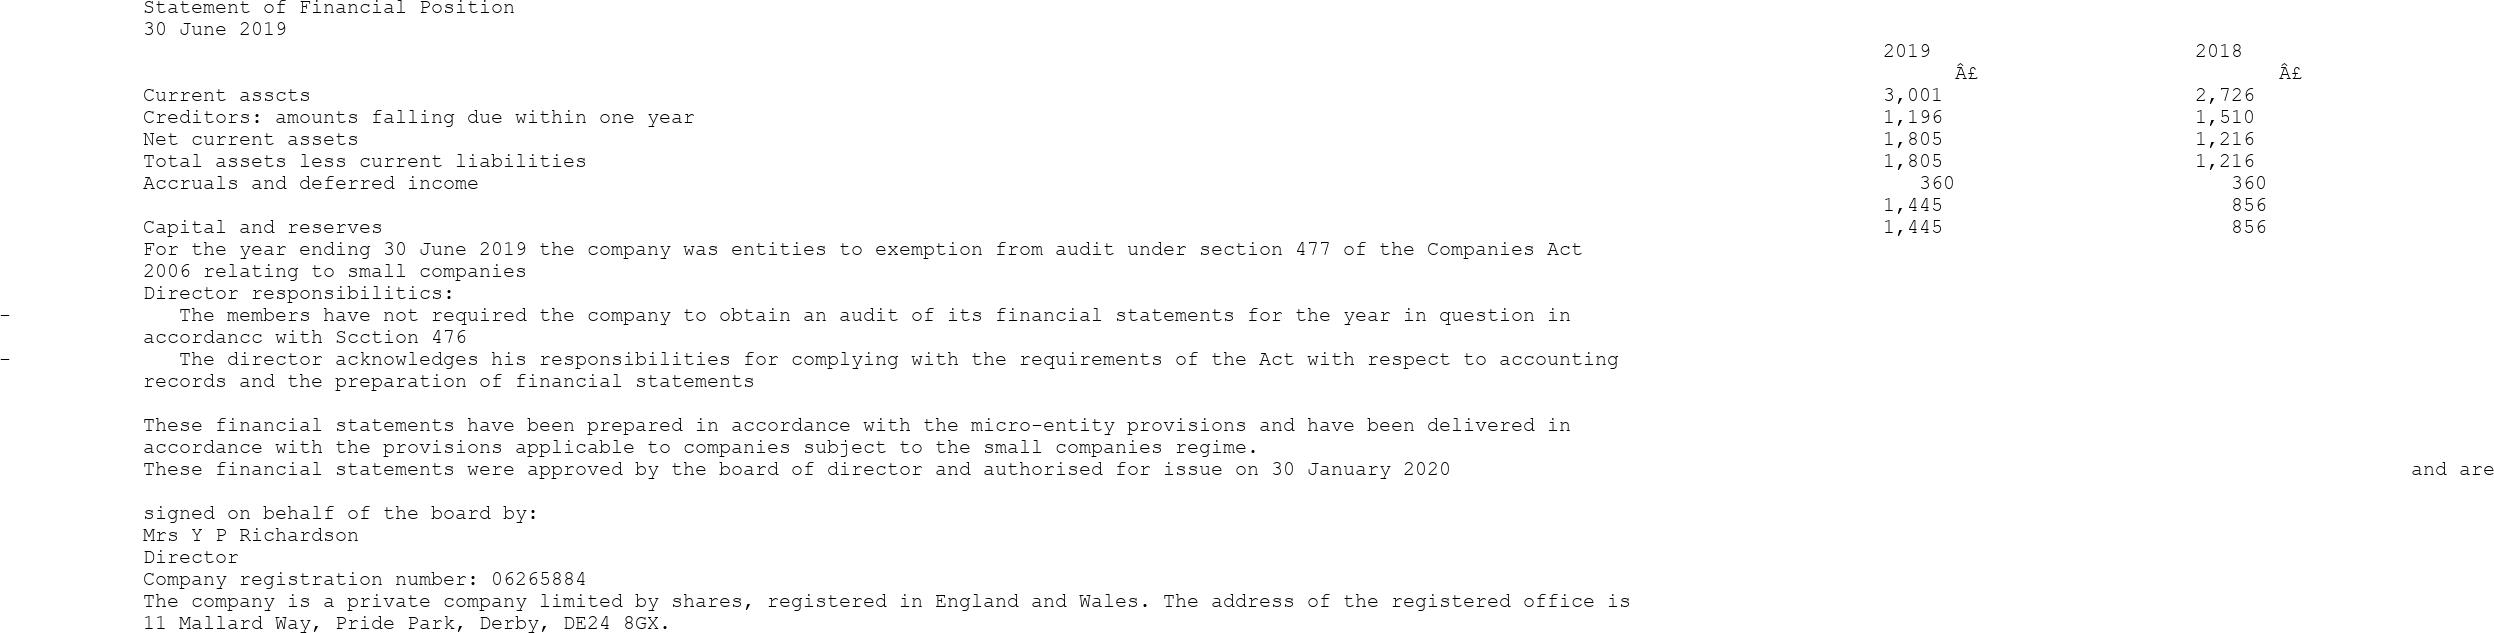 Statement of Financial Position
30 June 2019
2019 2018
Â£ Â£
Current asscts 3,001 2,726
Creditors: amounts falling due within one year 1,196 1,510
Net current assets 1,805 1,216
Total assets less current liabilities 1,805 1,216
Accruals and deferred income 360 360
1,445 856
Capital and reserves 1,445 856
For the year ending 30 June 2019 the company was entities to exemption from audit under section 477 of the Companies Act
2006 relating to small companies
Director responsibilitics:
- The members have not required the company to obtain an audit of its financial statements for the year in question in
accordancc with Scction 476
- The director acknowledges his responsibilities for complying with the requirements of the Act with respect to accounting
records and the preparation of financial statements
These financial statements have been prepared in accordance with the micro-entity provisions and have been delivered in
accordance with the provisions applicable to companies subject to the small companies regime.
These financial statements were approved by the board of director and authorised for issue on 30 January 2020 and are
signed on behalf of the board by:
Mrs Y P Richardson
Director
Company registration number: 06265884
The company is a private company limited by shares, registered in England and Wales. The address of the registered office is
11 Mallard Way, Pride Park, Derby, DE24 8GX.